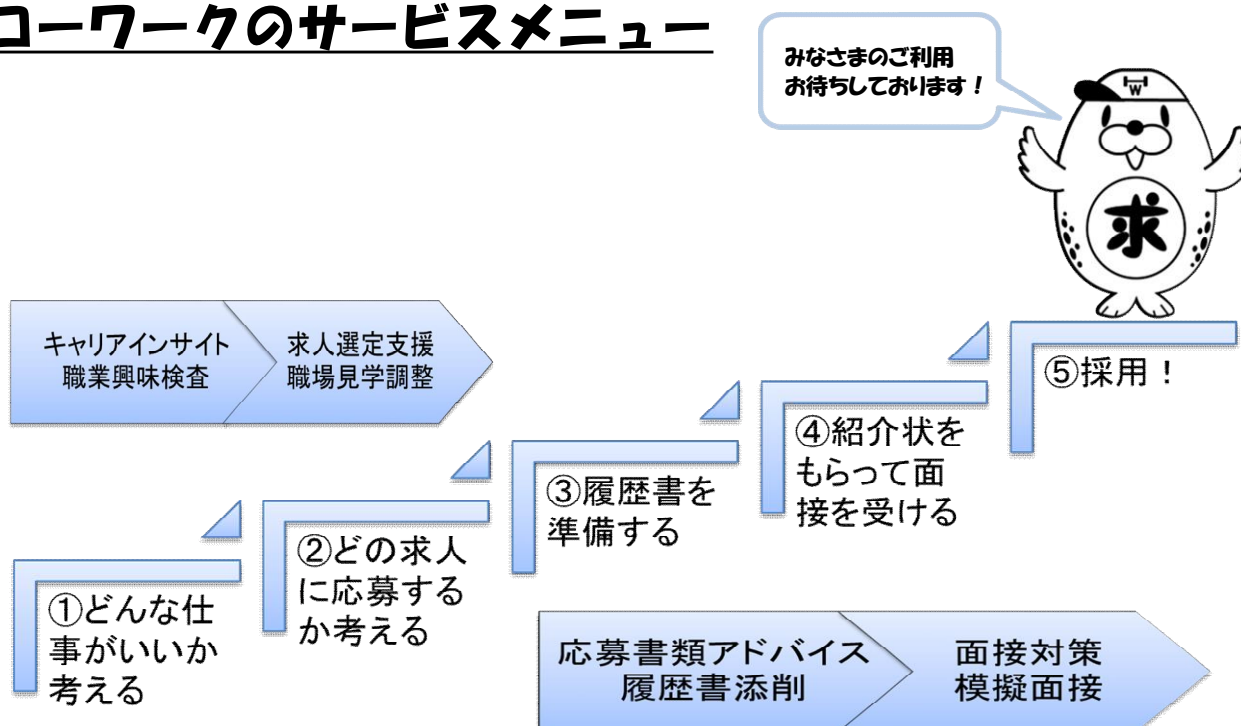 コーワークのサービスメニュー
みなさまのご利用
お待ちしております！
W
求
キャリアインサイト
職業興味検査
求人選定支援
職場見学調整
①どんな仕
事がいいか
考える
②どの求人
に応募する
か考える
③履歴書を
準備する
④紹介状を
もらって面
接を受ける
⑤採用！
応募書類アドバイス
履歴書添削
面接対策
模擬面接